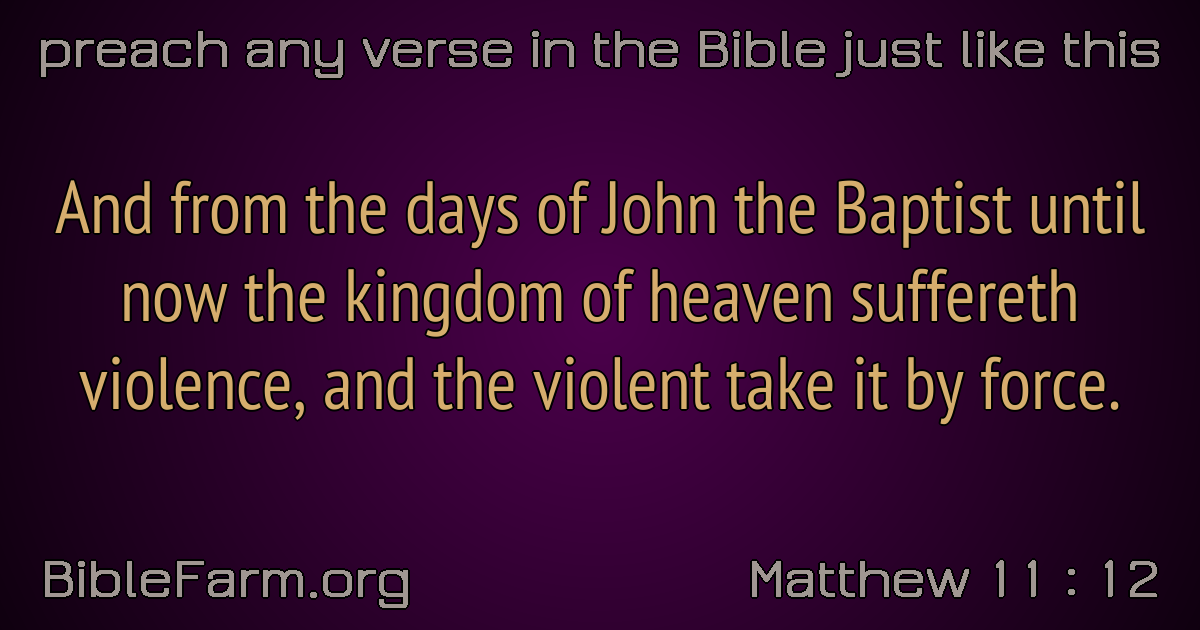 preach any verse in the Bible just like this
And from the days of John the Baptist until
now the kingdom of heaven suffereth
violence, and the violent take it by force.
BibleFarm.org
Matthew 11 : 12